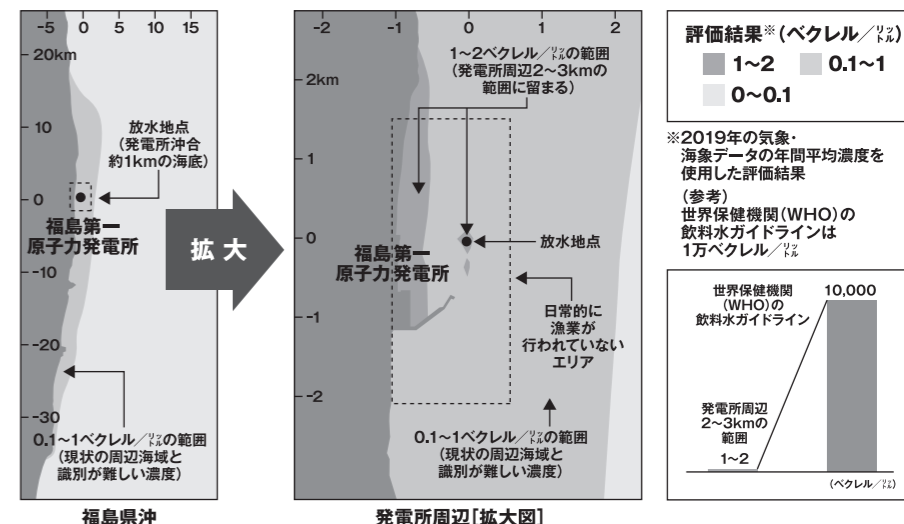 -5 0 5 10 15
20km
10
0
-10
-20
-30
放水地点
(発電所沖合
約1kmの海底)
福島第一
原子力発電所
0.1〜1ベクレル/リットルの範囲
(現状の周辺海域と
識別が難しい濃度)
福島県沖
拡大
-2 -1 0 1 2
2km
1
0
-1
-2
1〜2ベクレル/リットルの範囲
(発電所周辺2〜3kmの
範囲に留まる)
福島第一
原子力発電所
放水地点
日常的に
漁業が
行われていない
エリア
0.1〜1ベクレル/リットルの範囲
(現状の周辺海域と
識別が難しい濃度)
発電所周辺[拡大図]
評価結果※(ベクレル/リットル)
1〜2 0.1〜1
0〜0.1
※2019年の気象・
海象データの年間平均濃度を
使用した評価結果
(参考)
世界保健機関(WHO)の
飲料水ガイドラインは
1万ベクレル/リットル
世界保健機関
(WHO)の
飲料水ガイドライン
10,000
発電所周辺
2〜3kmの
範囲
1〜2
(ベクレル/リットル)